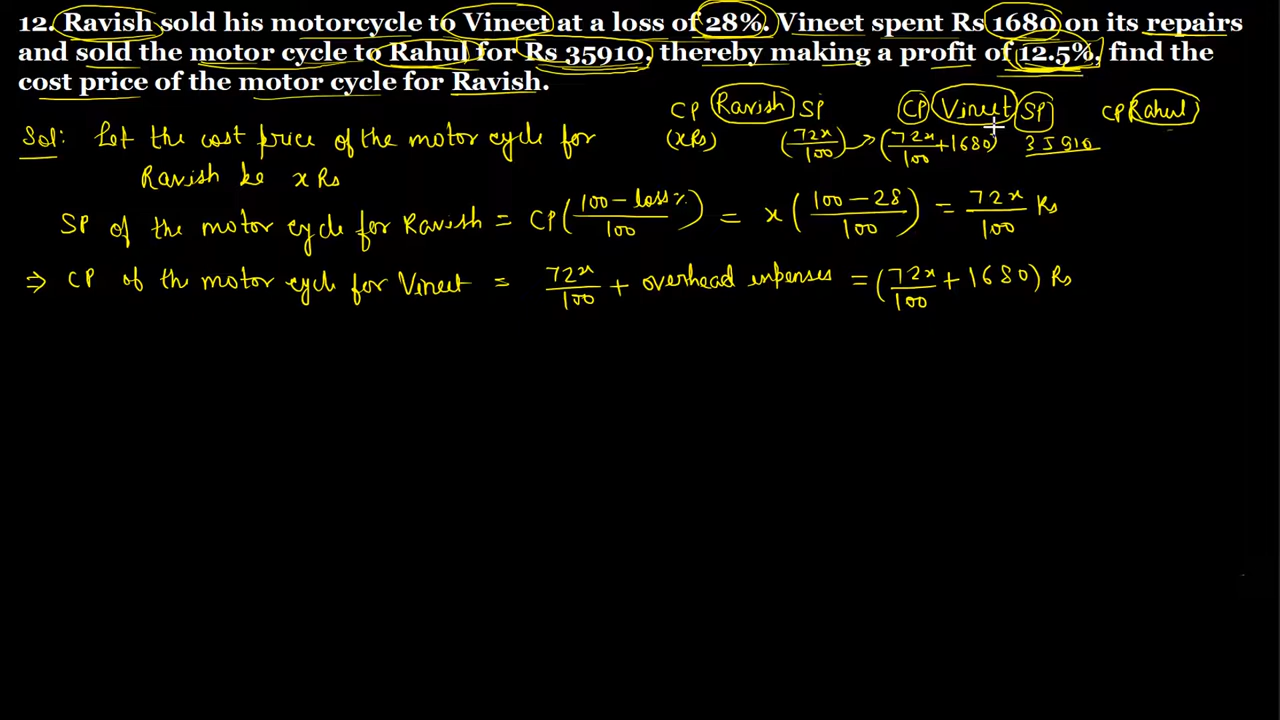 12. Ravish sold his motorcycle to Vineet at a loss of 28%. Vineet spent Rs 1680 on its repairs
and sold the motor cycle to Rahul for Rs 35910, thereby making a profit of 12.5%, find the
cost price of the motor cycle for Ravish.
CP Ravish SP CP Vineet SP CP Rahul
(xRs) (72x/100) → (72x/100 + 1680) 35910
Sol: Let the cost price of the motor cycle for
Ravish be x Rs
SP of the motor cycle for Ravish = CP(100 - loss%/100) = x(100 - 28/100) = 72x/100 Rs
⇒ CP of the motor cycle for Vineet = 72x/100 + overhead expenses = (72x/100 + 1680) Rs